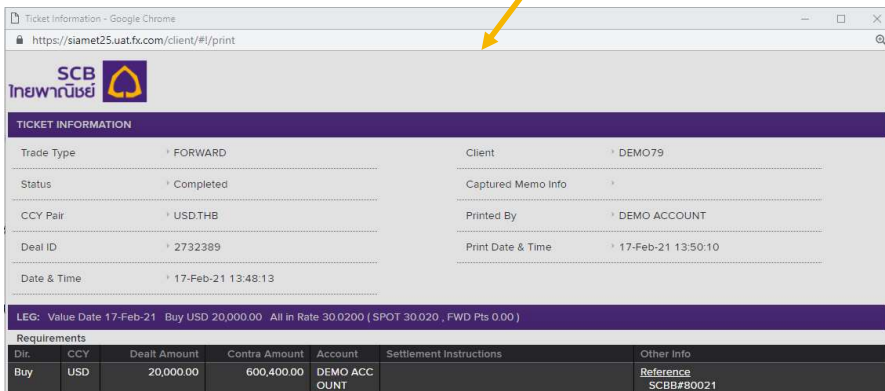 Ticket Information - Google Chrome
https://siamet25.uat.fx.com/client/#!/print
SCB
ไทยพาณิชย์
TICKET INFORMATION
Trade Type FORWARD Client DEMO79
Status Completed Captured Memo Info
CCY Pair USD.THB Printed By DEMO ACCOUNT
Deal ID 2732389 Print Date & Time 17-Feb-21 13:50:10
Date & Time 17-Feb-21 13:48:13
LEG: Value Date 17-Feb-21 Buy USD 20,000.00 All in Rate 30.0200 ( SPOT 30.020 , FWD Pts 0.00 )
Requirements
Dir. CCY Dealt Amount Contra Amount Account Settlement Instructions Other Info
Buy USD 20,000.00 600,400.00 DEMO ACC Reference
OUNT SCBB#80021